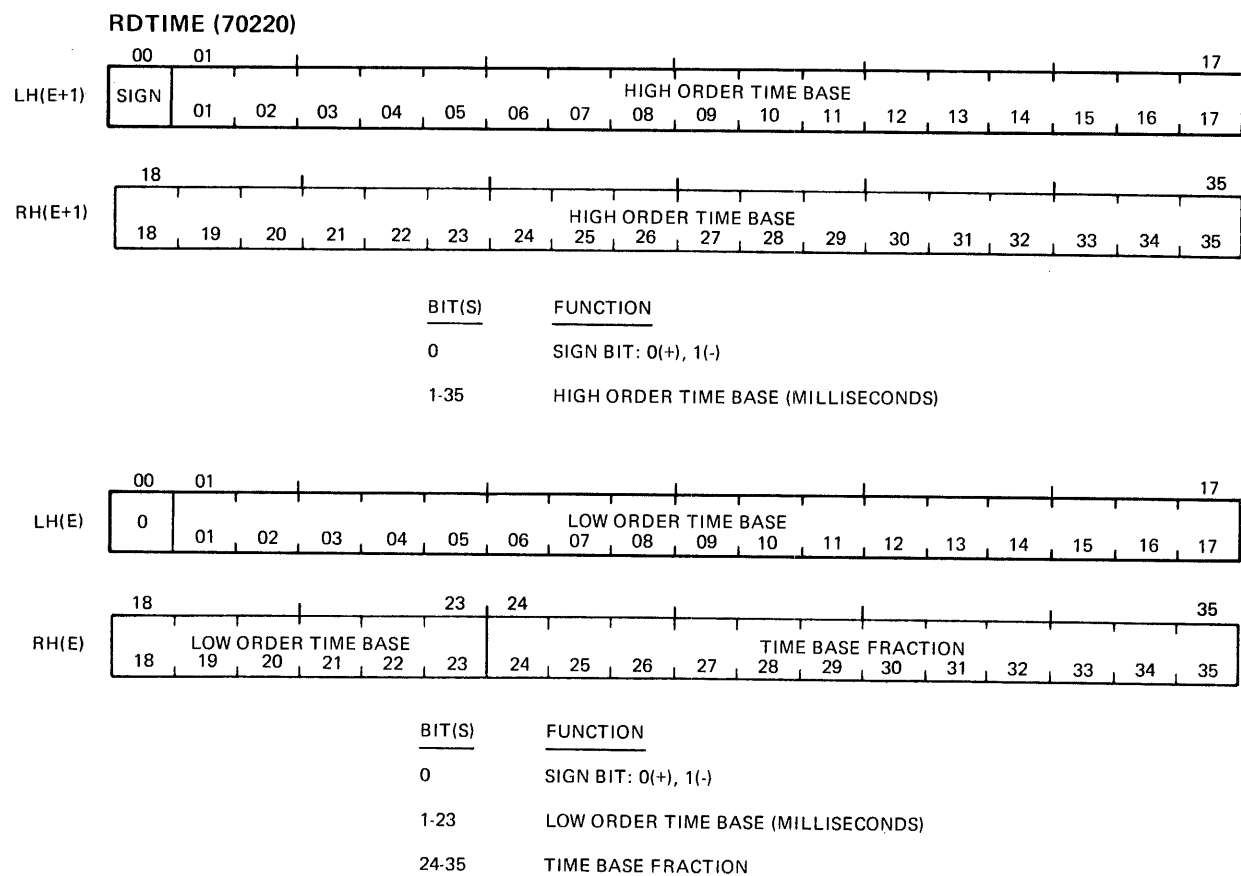 RDTIME (70220)
00 01 17
LH(E+1) SIGN HIGH ORDER TIME BASE
01 02 03 04 05 06 07 08 09 10 11 12 13 14 15 16 17
18 35
RH(E+1) HIGH ORDER TIME BASE
18 19 20 21 22 23 24 25 26 27 28 29 30 31 32 33 34 35
BIT(S) FUNCTION
0 SIGN BIT: 0(+), 1(-)
1-35 HIGH ORDER TIME BASE (MILLISECONDS)
00 01 17
LH(E) 0 LOW ORDER TIME BASE
01 02 03 04 05 06 07 08 09 10 11 12 13 14 15 16 17
18 23 24 35
RH(E) LOW ORDER TIME BASE TIME BASE FRACTION
18 19 20 21 22 23 24 25 26 27 28 29 30 31 32 33 34 35
BIT(S) FUNCTION
0 SIGN BIT: 0(+), 1(-)
1-23 LOW ORDER TIME BASE (MILLISECONDS)
24-35 TIME BASE FRACTION